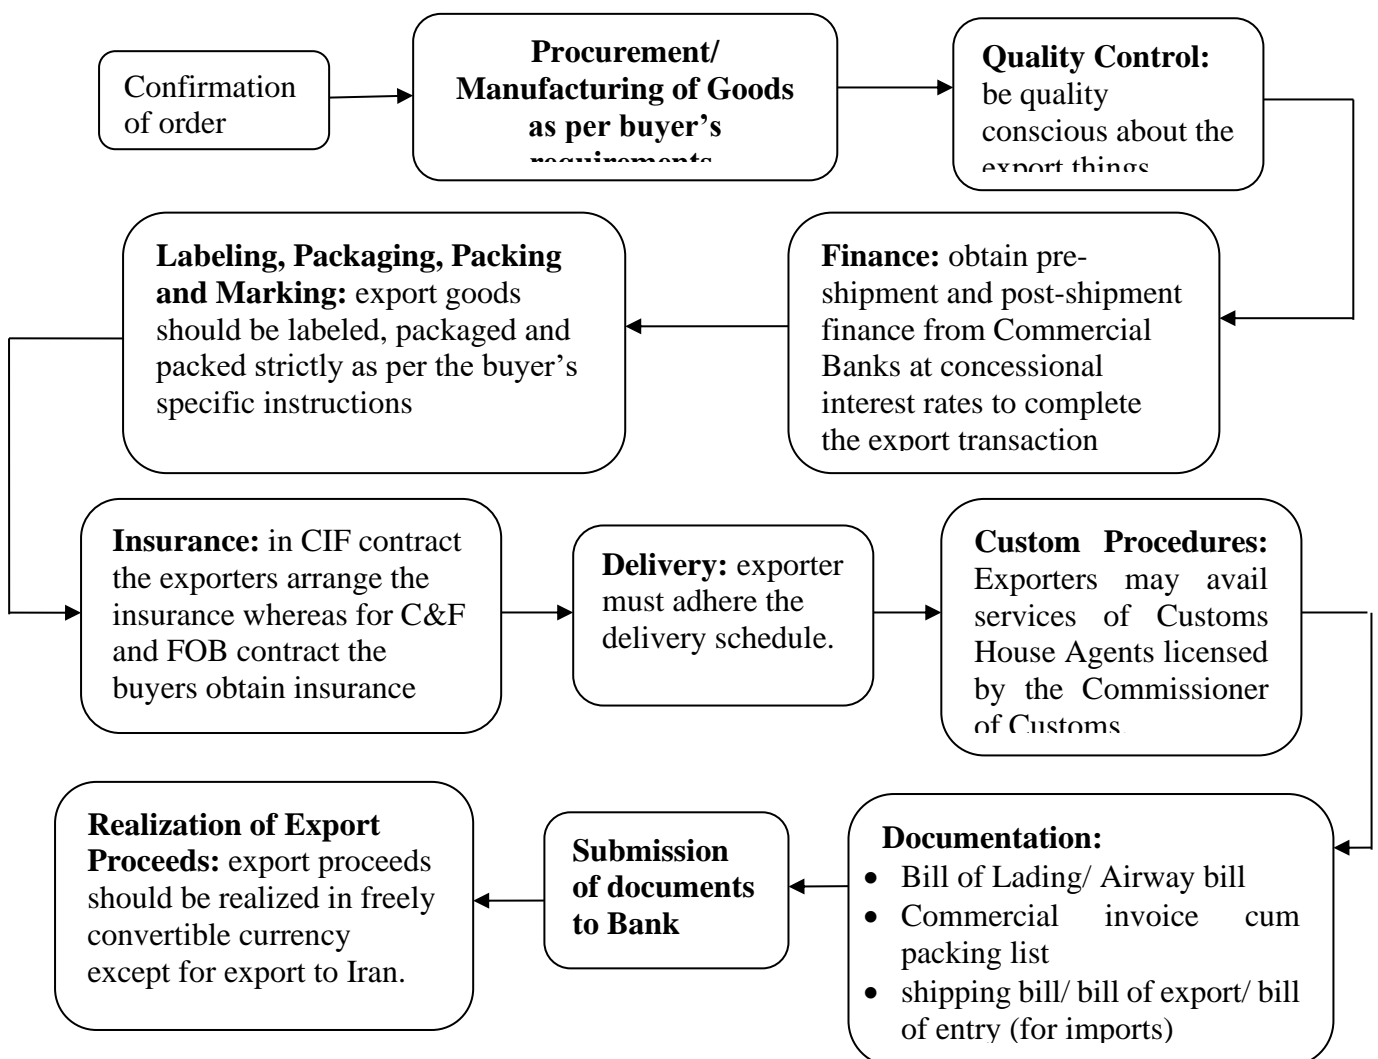 Confirmation
of order
Procurement/
Manufacturing of Goods
as per buyer’s
requirements
Quality Control:
be quality
conscious about the
export things
Finance: obtain pre-
shipment and post-shipment
finance from Commercial
Banks at concessional
interest rates to complete
the export transaction
Labeling, Packaging, Packing
and Marking: export goods
should be labeled, packaged and
packed strictly as per the buyer’s
specific instructions
Insurance: in CIF contract
the exporters arrange the
insurance whereas for C&F
and FOB contract the
buyers obtain insurance
Delivery: exporter
must adhere the
delivery schedule.
Custom Procedures:
Exporters may avail
services of Customs
House Agents licensed
by the Commissioner
of Customs.
Documentation:
• Bill of Lading/ Airway bill
• Commercial invoice cum
packing list
• shipping bill/ bill of export/ bill
of entry (for imports)
Submission
of documents
to Bank
Realization of Export
Proceeds: export proceeds
should be realized in freely
convertible currency
except for export to Iran.